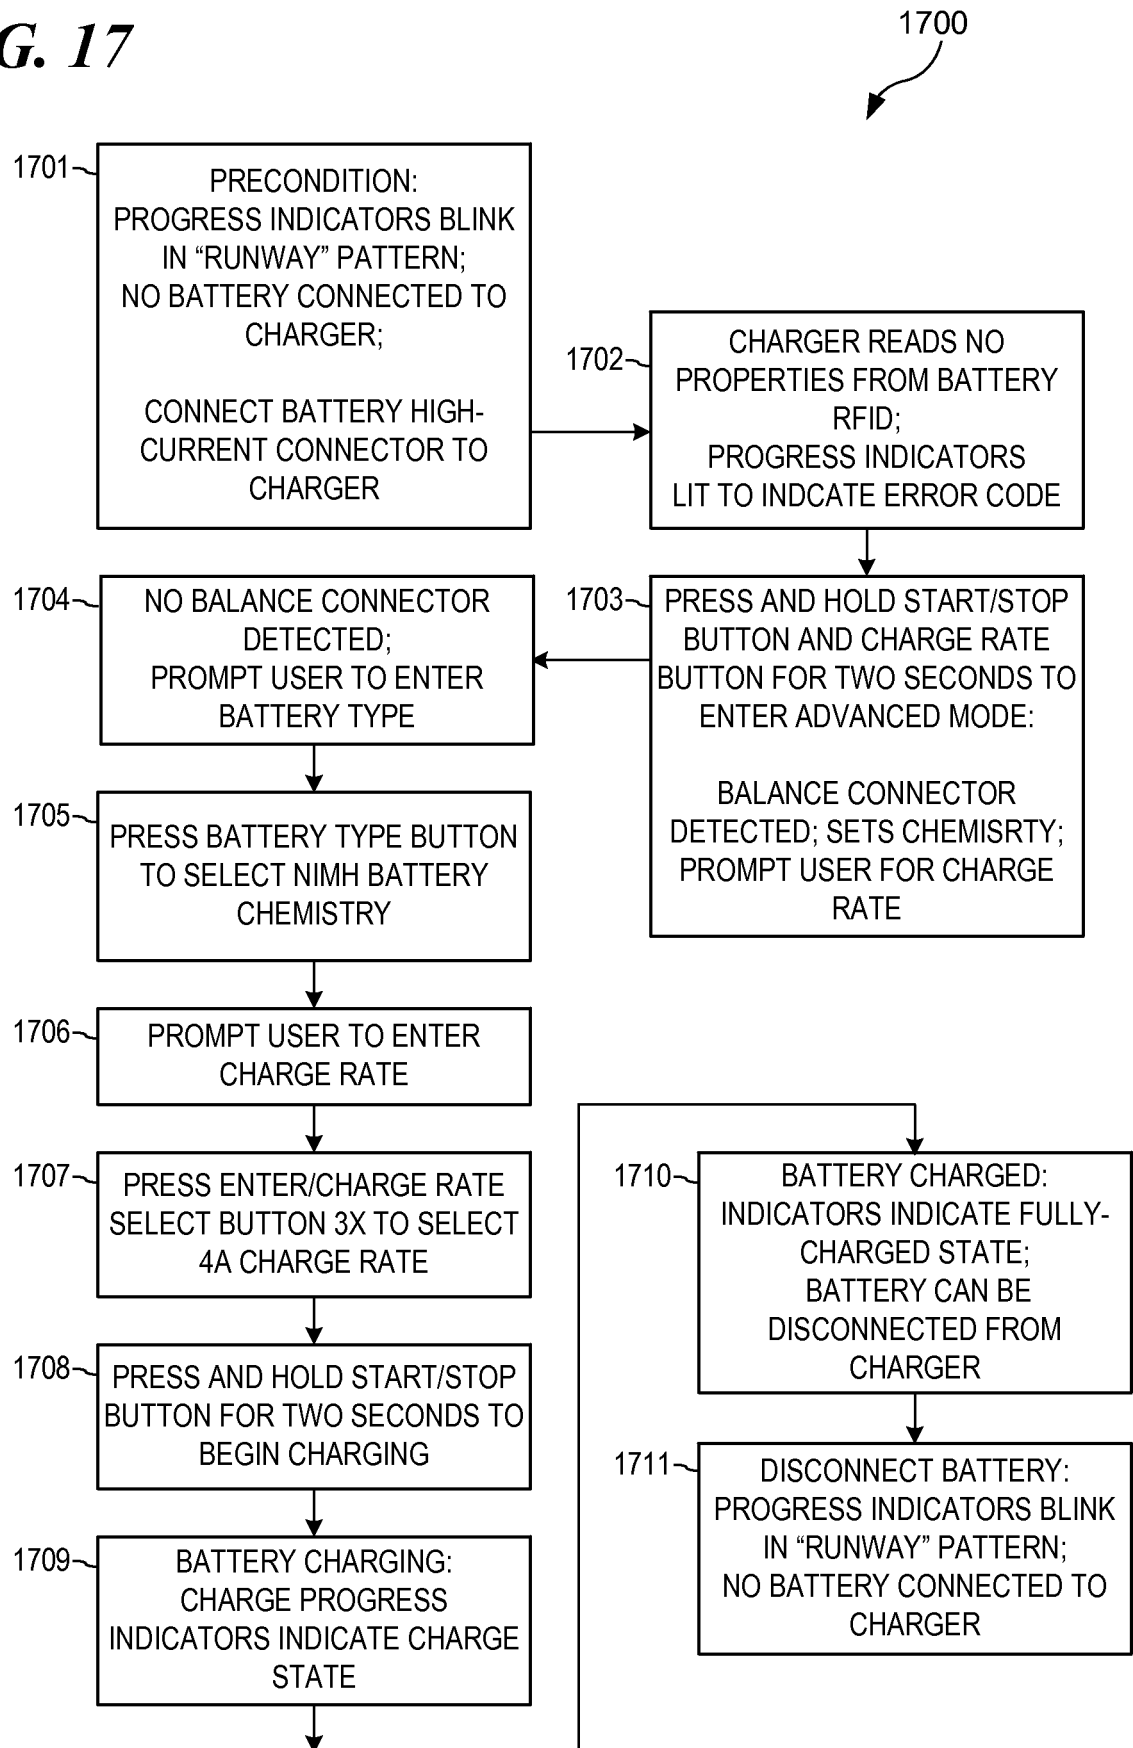 G. 17
1700
1701
PRECONDITION:
PROGRESS INDICATORS BLINK
IN “RUNWAY” PATTERN;
NO BATTERY CONNECTED TO
CHARGER;
CONNECT BATTERY HIGH-
CURRENT CONNECTOR TO
CHARGER
1702
CHARGER READS NO
PROPERTIES FROM BATTERY
RFID;
PROGRESS INDICATORS
LIT TO INDCATE ERROR CODE
1703
PRESS AND HOLD START/STOP
BUTTON AND CHARGE RATE
BUTTON FOR TWO SECONDS TO
ENTER ADVANCED MODE:
BALANCE CONNECTOR
DETECTED; SETS CHEMISRTY;
PROMPT USER FOR CHARGE
RATE
1704
NO BALANCE CONNECTOR
DETECTED;
PROMPT USER TO ENTER
BATTERY TYPE
1705
PRESS BATTERY TYPE BUTTON
TO SELECT NIMH BATTERY
CHEMISTRY
1706
PROMPT USER TO ENTER
CHARGE RATE
1707
PRESS ENTER/CHARGE RATE
SELECT BUTTON 3X TO SELECT
4A CHARGE RATE
1708
PRESS AND HOLD START/STOP
BUTTON FOR TWO SECONDS TO
BEGIN CHARGING
1709
BATTERY CHARGING:
CHARGE PROGRESS
INDICATORS INDICATE CHARGE
STATE
1710
BATTERY CHARGED:
INDICATORS INDICATE FULLY-
CHARGED STATE;
BATTERY CAN BE
DISCONNECTED FROM
CHARGER
1711
DISCONNECT BATTERY:
PROGRESS INDICATORS BLINK
IN “RUNWAY” PATTERN;
NO BATTERY CONNECTED TO
CHARGER